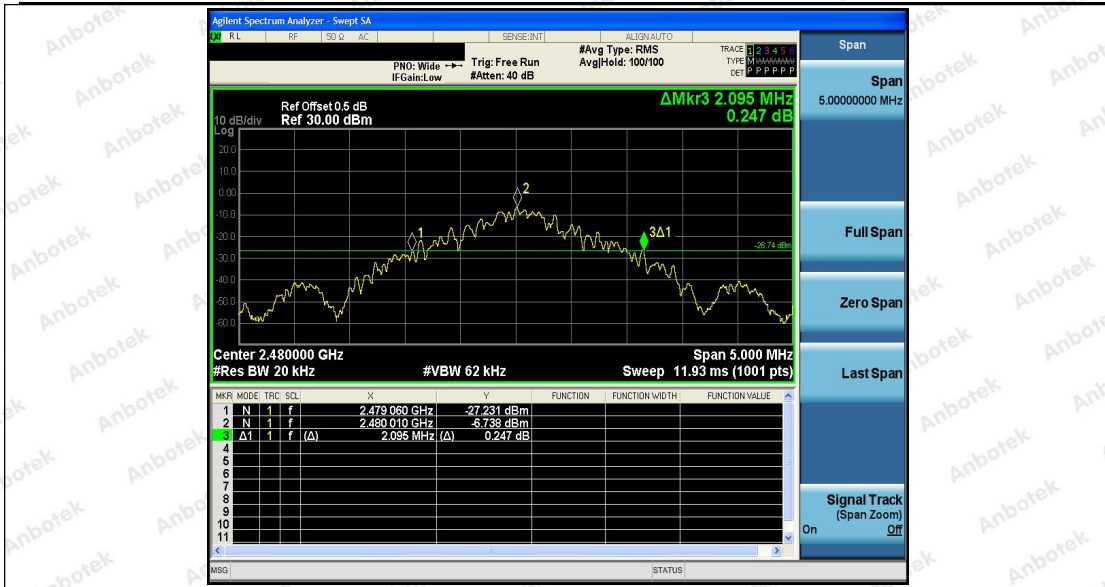 Agilent Spectrum Analyzer - Swept SA
LXI RL RF 50 Ω AC SENSE:INT ALIGNAUTO
PNO: Wide
IFGain:Low
Trig: Free Run
#Atten: 40 dB
#Avg Type: RMS
Avg|Hold: 100/100
TRACE 1 2 3 4 5 6
TYPE M WWWWW
DET P P P P P P
ΔMkr3 2.095 MHz
0.247 dB
Ref Offset 0.5 dB
10 dB/div Ref 30.00 dBm
Log
20.0
10.0
0.00
-10.0
-20.0
-30.0
-40.0
-50.0
-60.0
1
2
3Δ1
-26.74 dBm
Center 2.480000 GHz Span 5.000 MHz
#Res BW 20 kHz #VBW 62 kHz Sweep 11.93 ms (1001 pts)
MKR MODE TRC SCL X Y FUNCTION FUNCTION WIDTH FUNCTION VALUE
1 N 1 f 2.479 060 GHz -27.231 dBm
2 N 1 f 2.480 010 GHz -6.738 dBm
3 Δ1 1 f (Δ) 2.095 MHz (Δ) 0.247 dB
4
5
6
7
8
9
10
11
MSG STATUS
Span
Span
5.00000000 MHz
Full Span
Zero Span
Last Span
Signal Track
(Span Zoom)
On Off
Anbotek